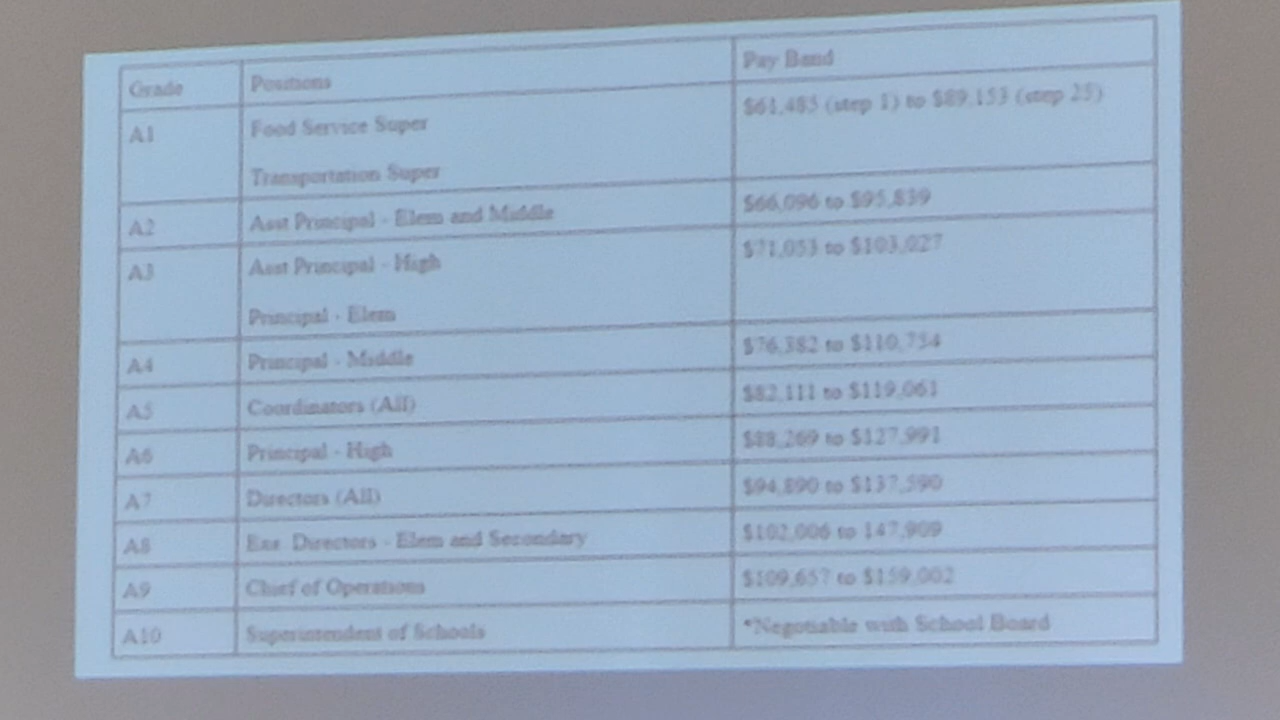 Grade Positions Pay Band
A1 Food Service Super $61,485 (step 1) to $89,153 (step 25)
Transportation Super
A2 Asst Principal - Elem and Middle $66,096 to $95,839
A3 Asst Principal - High $71,053 to $103,027
Principal - Elem
A4 Principal - Middle $76,382 to $110,754
A5 Coordinators (All) $82,111 to $119,061
A6 Principal - High $88,269 to $127,991
A7 Directors (All) $94,890 to $137,590
A8 Exe. Directors - Elem and Secondary $102,006 to 147,909
A9 Chief of Operations $109,657 to $159,002
A10 Superintendent of Schools *Negotiable with School Board